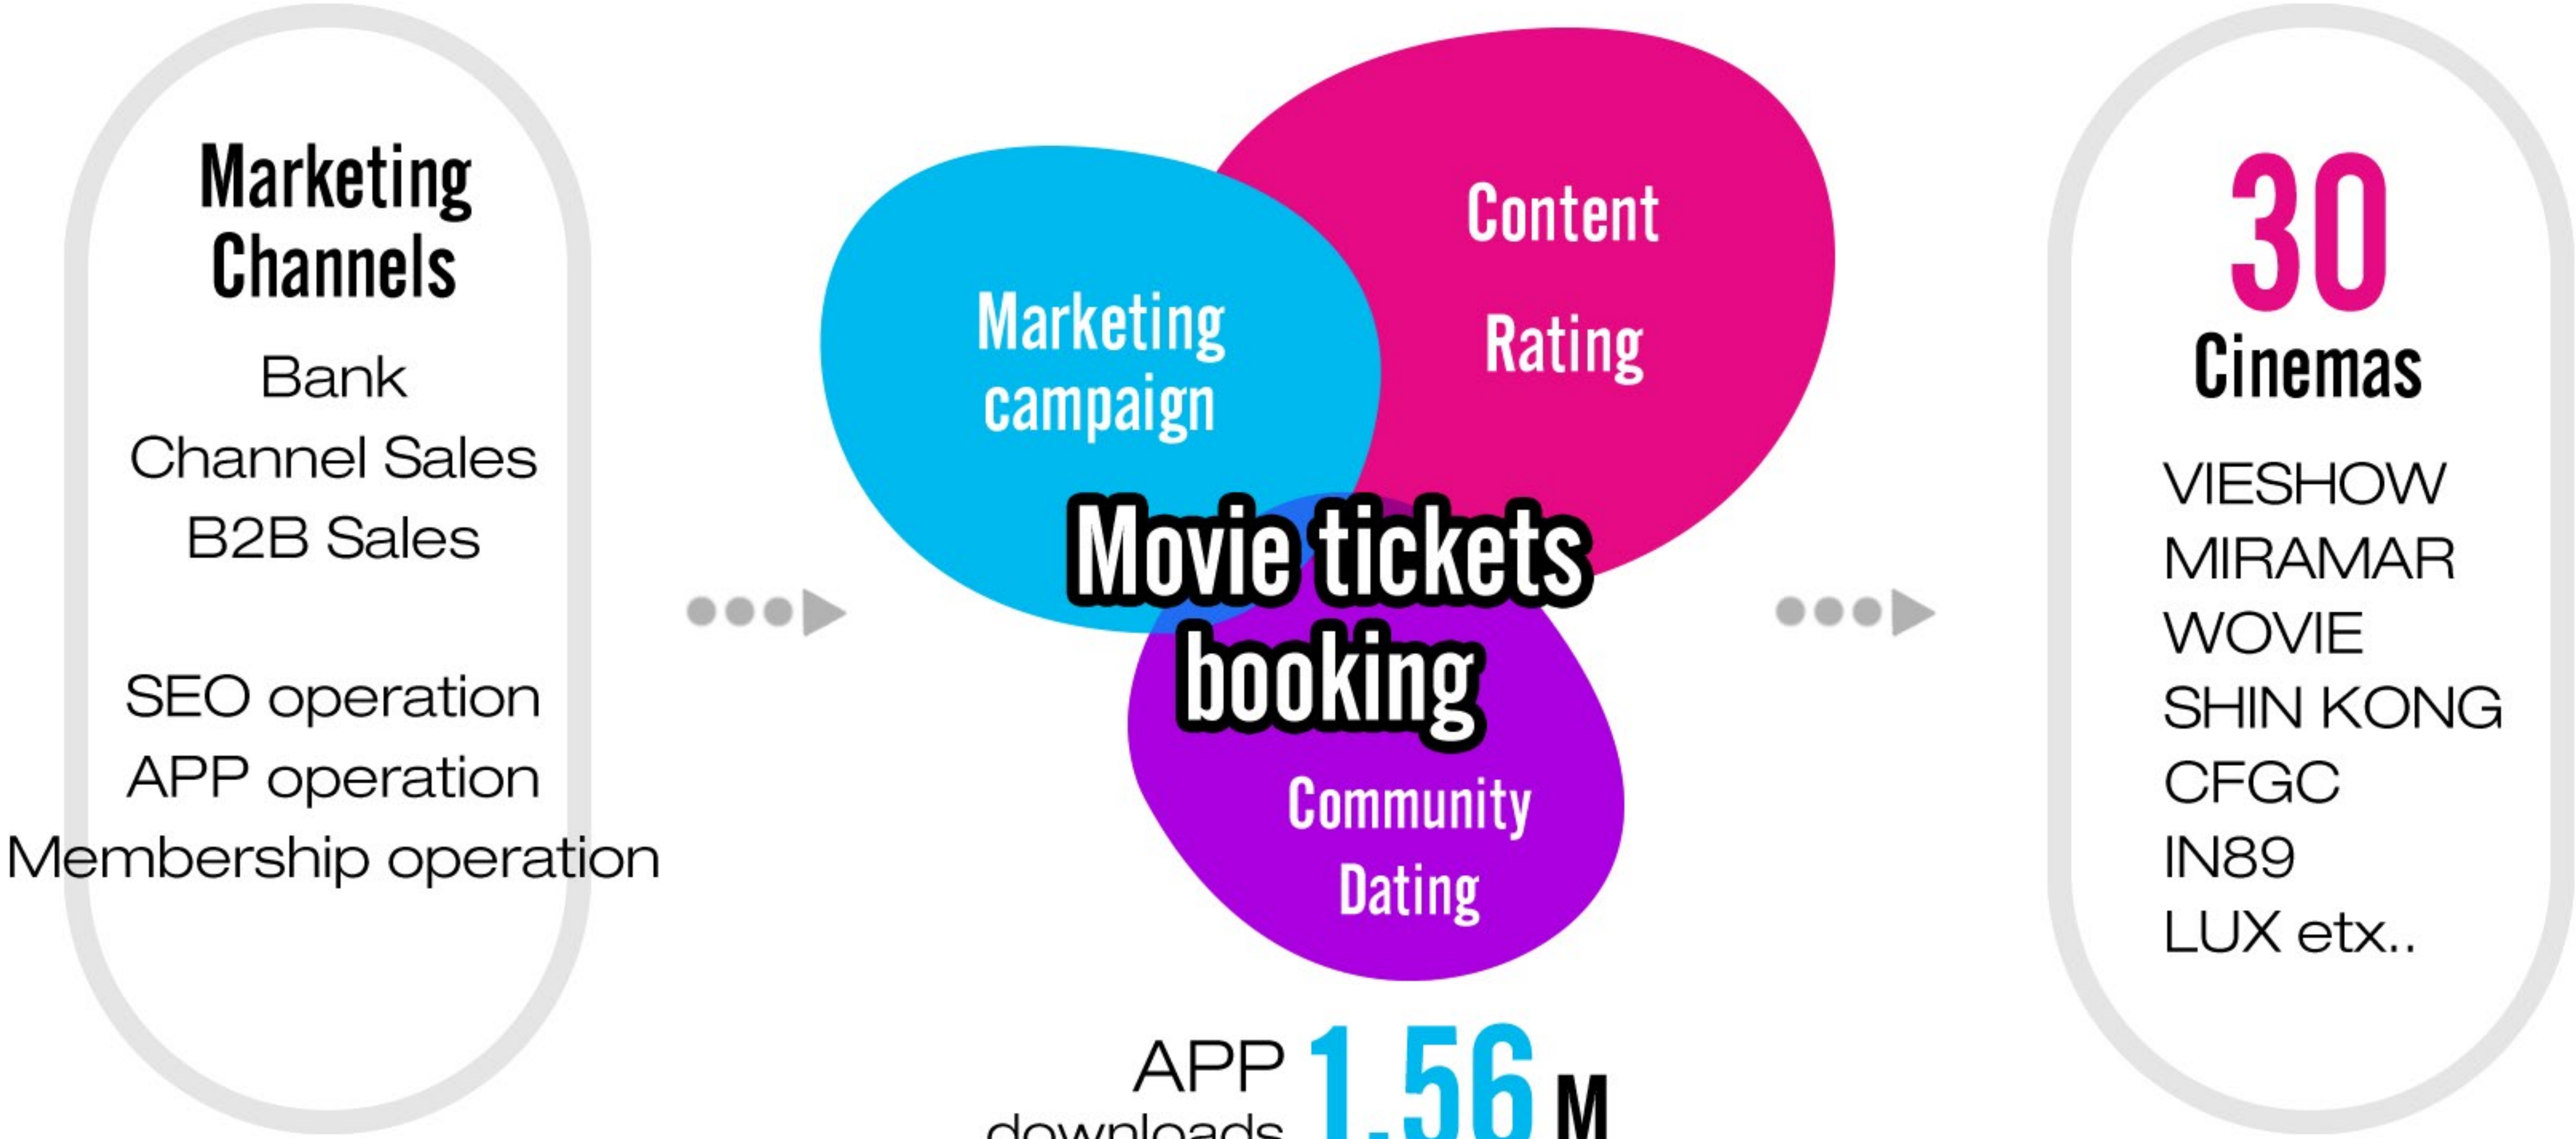 Marketing
Channels
Bank
Channel Sales
B2B Sales
SEO operation
APP operation
Membership operation
Marketing
campaign
Content
Rating
Movie tickets
booking
Community
Dating
APP
downloads
1.56 M
30
Cinemas
VIESHOW
MIRAMAR
WOVIE
SHIN KONG
CFGC
IN89
LUX etx..